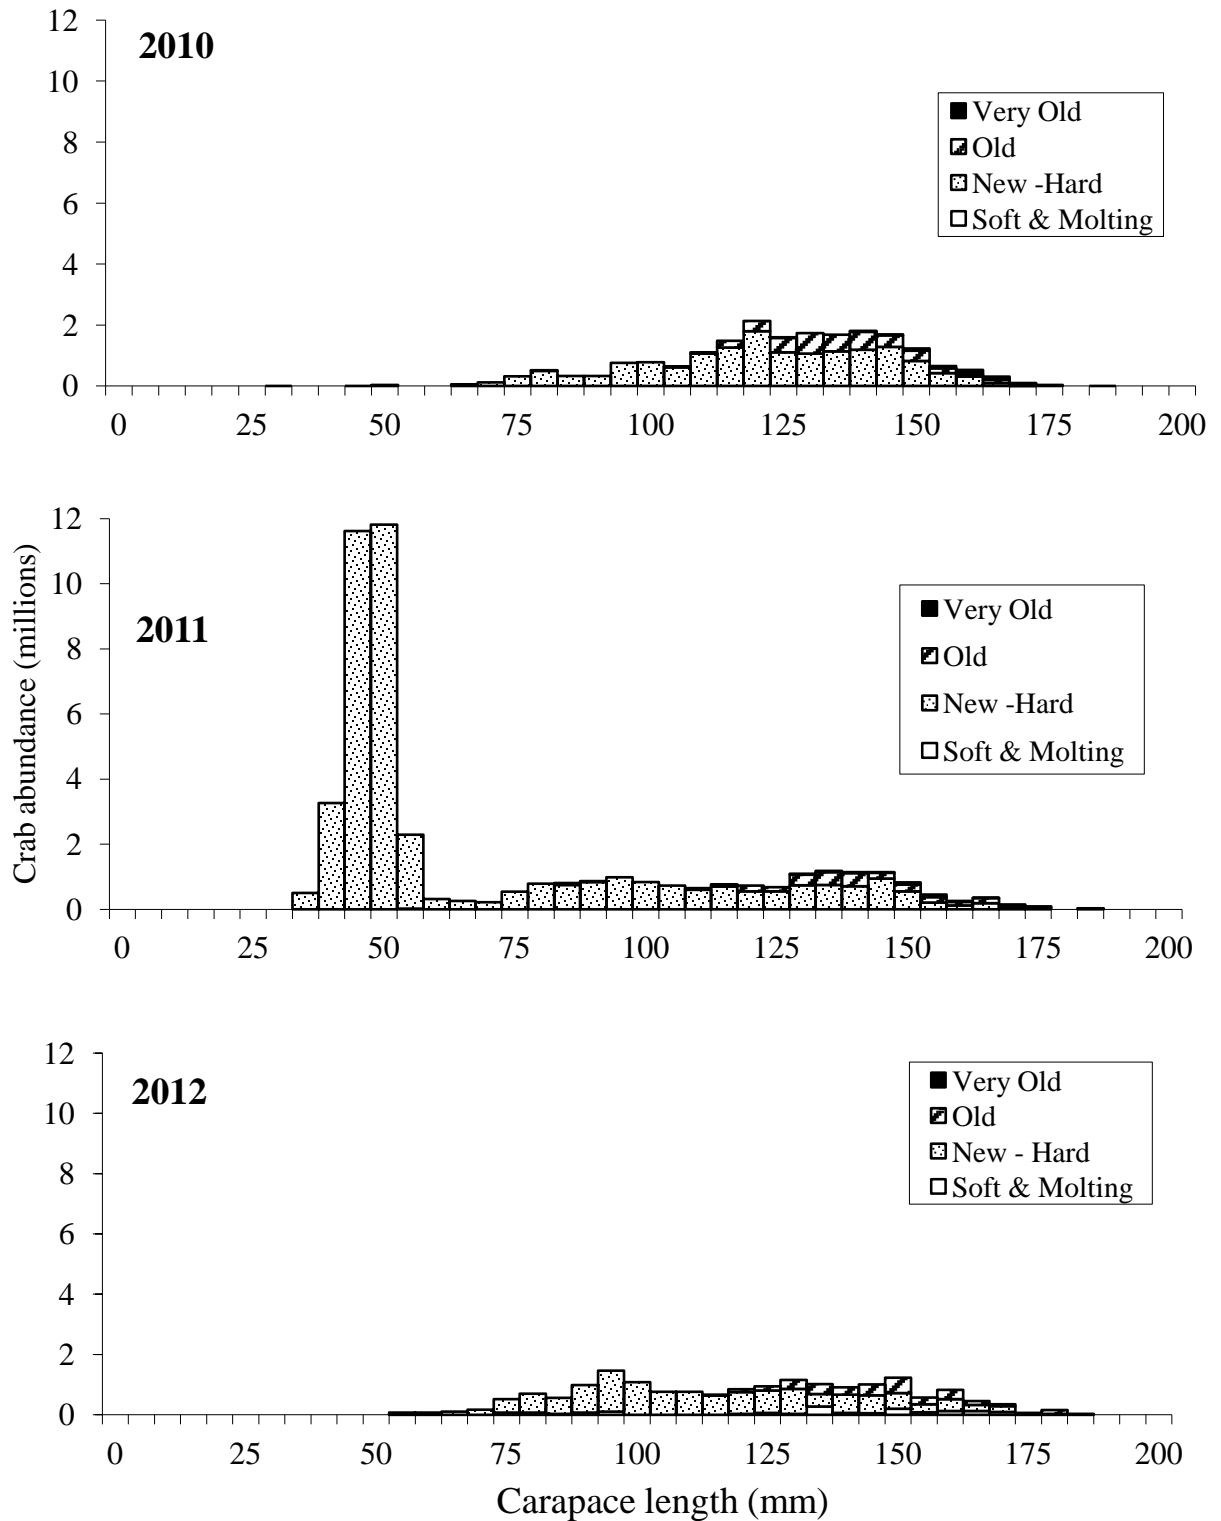 12
2010
10
8
6
4
2
0
Very Old
Old
New -Hard
Soft & Molting
0 25 50 75 100 125 150 175 200
Crab abundance (millions)
12
10
2011
8
6
4
2
0
Very Old
Old
New -Hard
Soft & Molting
0 25 50 75 100 125 150 175 200
12
2012
10
8
6
4
2
0
Very Old
Old
New - Hard
Soft & Molting
0 25 50 75 100 125 150 175 200
Carapace length (mm)